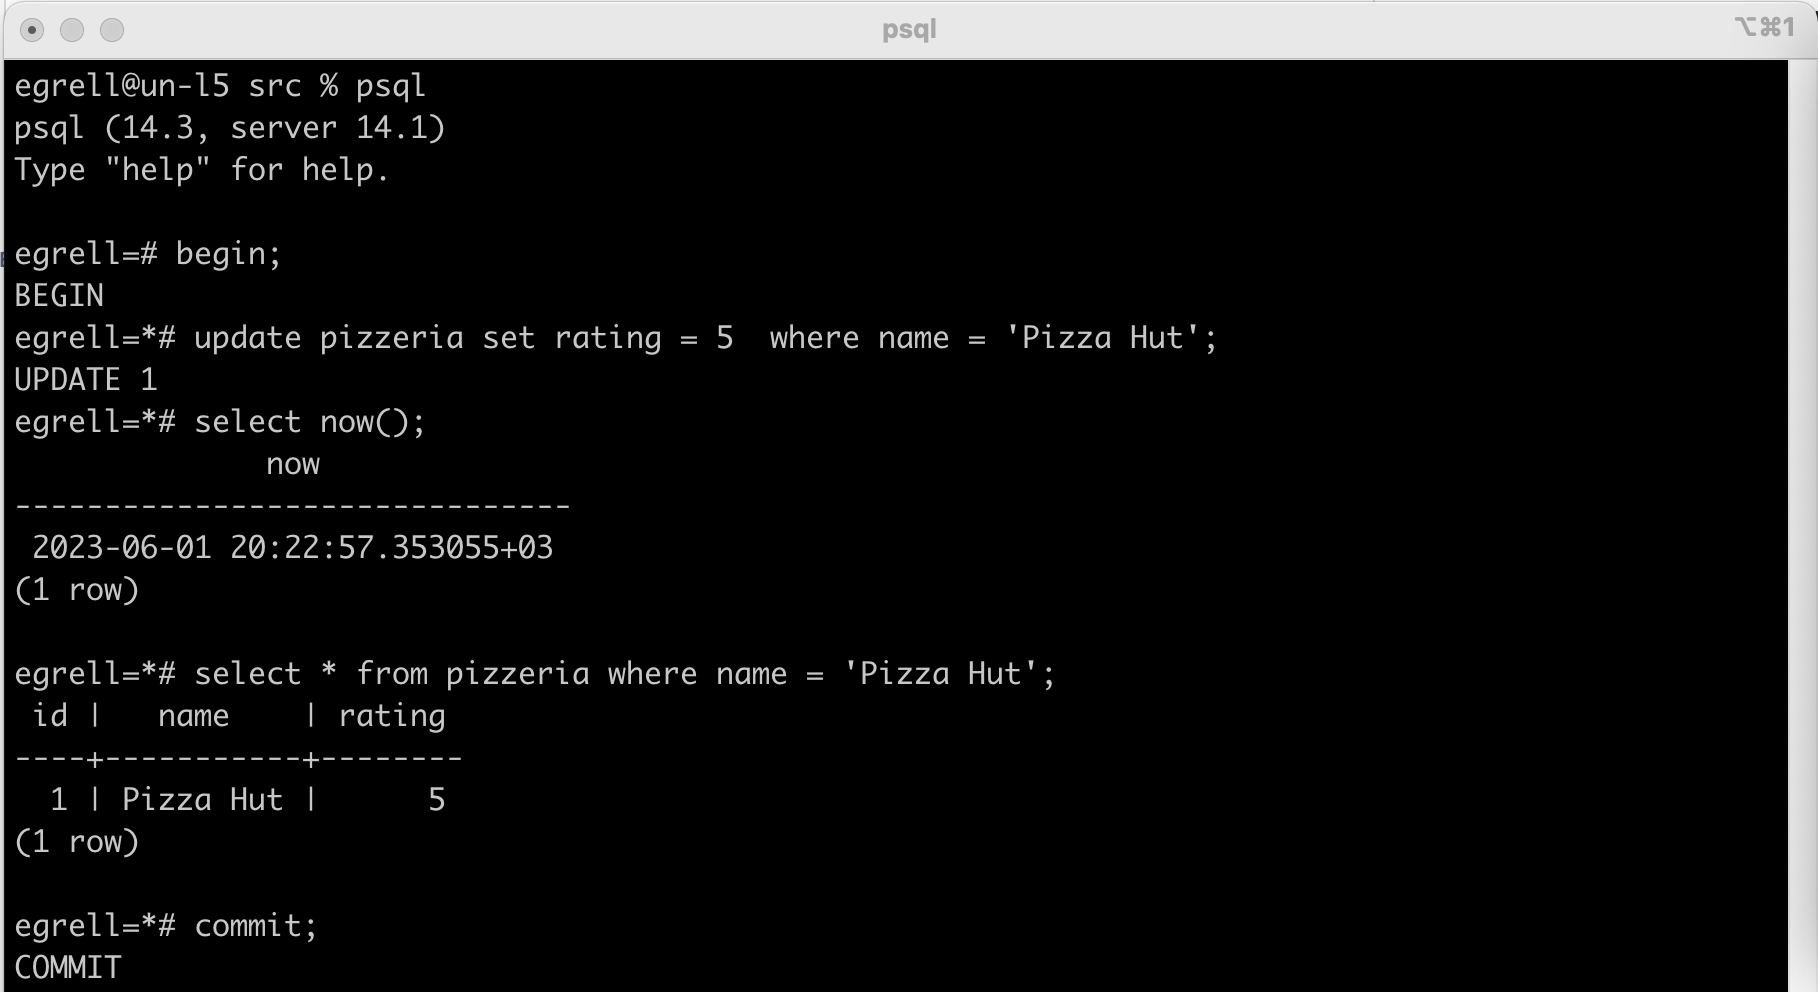 psql
⌥⌘1
egrell@un-l5 src % psql
psql (14.3, server 14.1)
Type "help" for help.
egrell=# begin;
BEGIN
egrell=*# update pizzeria set rating = 5  where name = 'Pizza Hut';
UPDATE 1
egrell=*# select now();
              now
-------------------------------
 2023-06-01 20:22:57.353055+03
(1 row)
egrell=*# select * from pizzeria where name = 'Pizza Hut';
 id |   name    | rating
----+-----------+--------
  1 | Pizza Hut |      5
(1 row)
egrell=*# commit;
COMMIT